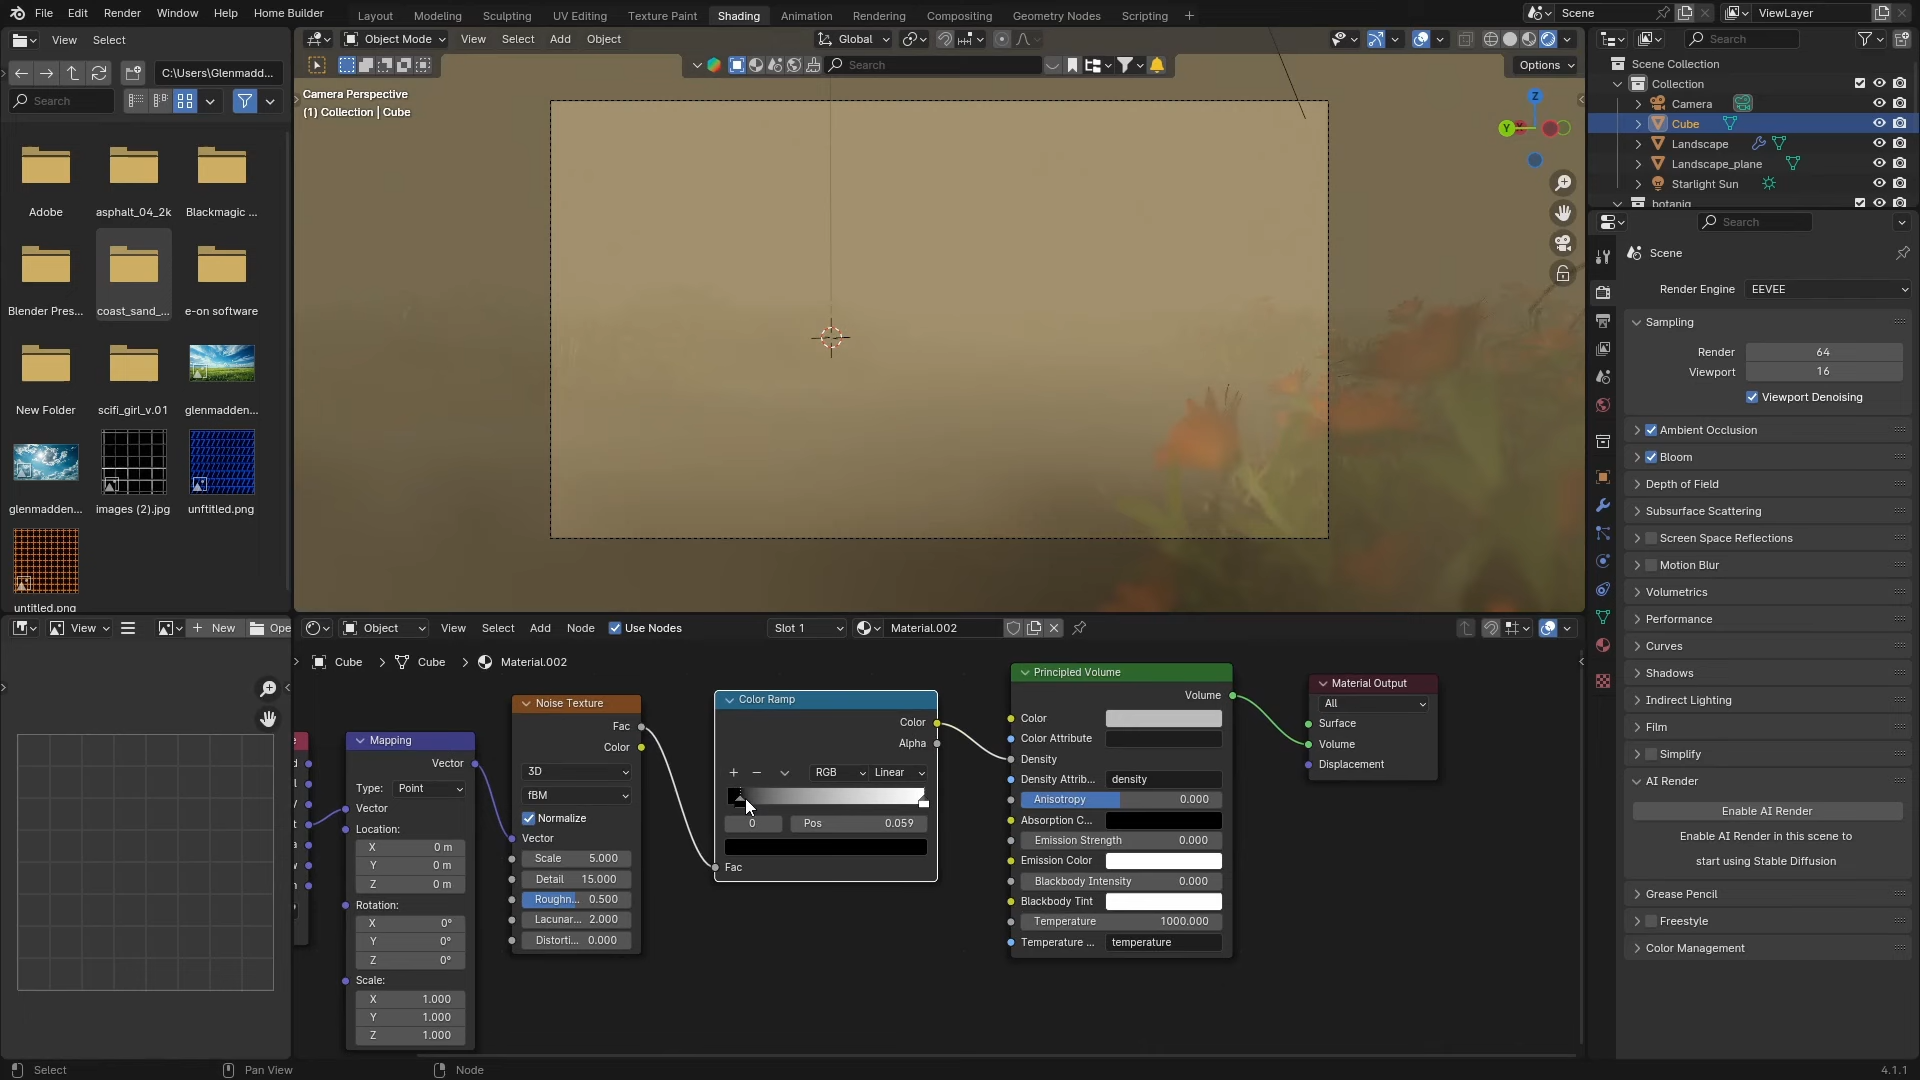 File Edit Render Window Help Home Builder Layout Modeling Sculpting UV Editing Texture Paint Shading Animation Rendering Compositing Geometry Nodes Scripting + Scene ViewLayer
View Select
Object Mode View Select Add Object Global
Search
C:\Users\Glenmadd...
Search
Search
Options
Camera Perspective
(1) Collection | Cube
Z
Y
Adobe asphalt_04_2k Blackmagic ...
Blender Pres... coast_sand_... e-on software
New Folder scifi_girl_v.01 glenmadden...
glenmadden... images (2).jpg unftitled.png
untitled.png
Scene Collection
Collection
Camera
Cube
Landscape
Landscape_plane
Starlight Sun
botaniq
Search
Scene
Render Engine EEVEE
Sampling
Render 64
Viewport 16
Viewport Denoising
Ambient Occlusion
Bloom
Depth of Field
Subsurface Scattering
Screen Space Reflections
Motion Blur
Volumetrics
Performance
Curves
Shadows
Indirect Lighting
Film
Simplify
AI Render
Enable AI Render
Enable AI Render in this scene to
start using Stable Diffusion
Grease Pencil
Freestyle
Color Management
View New Ope
Object View Select Add Node Use Nodes Slot 1 Material.002
Cube > Cube > Material.002
Mapping
Vector
Type: Point
Vector
Location:
X 0 m
Y 0 m
Z 0 m
Rotation:
X 0°
Y 0°
Z 0°
Scale:
X 1.000
Y 1.000
Z 1.000
Noise Texture
Fac
Color
3D
fBM
Normalize
Vector
Scale 5.000
Detail 15.000
Roughn... 0.500
Lacunar... 2.000
Distorti... 0.000
Color Ramp
Color
Alpha
+ − RGB Linear
0 Pos 0.059
Fac
Principled Volume
Volume
Color
Color Attribute
Density
Density Attrib... density
Anisotropy 0.000
Absorption C...
Emission Strength 0.000
Emission Color
Blackbody Intensity 0.000
Blackbody Tint
Temperature 1000.000
Temperature ... temperature
Material Output
All
Surface
Volume
Displacement
Select Pan View Node 4.1.1